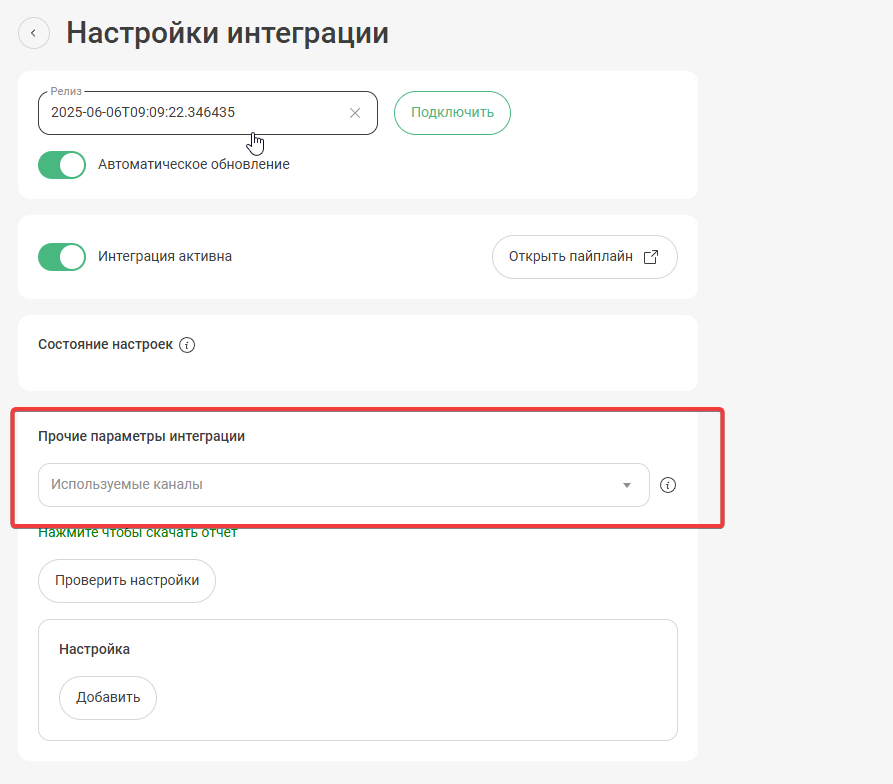 Настройки интеграции
Релиз
2025-06-06T09:09:22.346435
Подключить
Автоматическое обновление
Интеграция активна
Открыть пайплайн
Состояние настроек
Прочие параметры интеграции
Используемые каналы
Нажмите чтобы скачать отчет
Проверить настройки
Настройка
Добавить